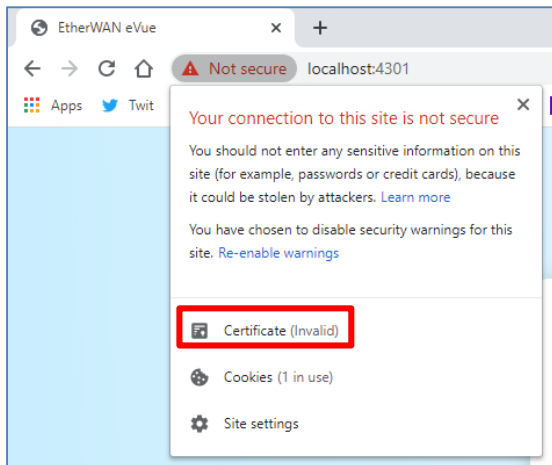 EtherWAN eVue
Not secure localhost:4301
Apps Twit
Your connection to this site is not secure
You should not enter any sensitive information on this
site (for example, passwords or credit cards), because
it could be stolen by attackers. Learn more
You have chosen to disable security warnings for this
site. Re-enable warnings
Certificate (Invalid)
Cookies (1 in use)
Site settings